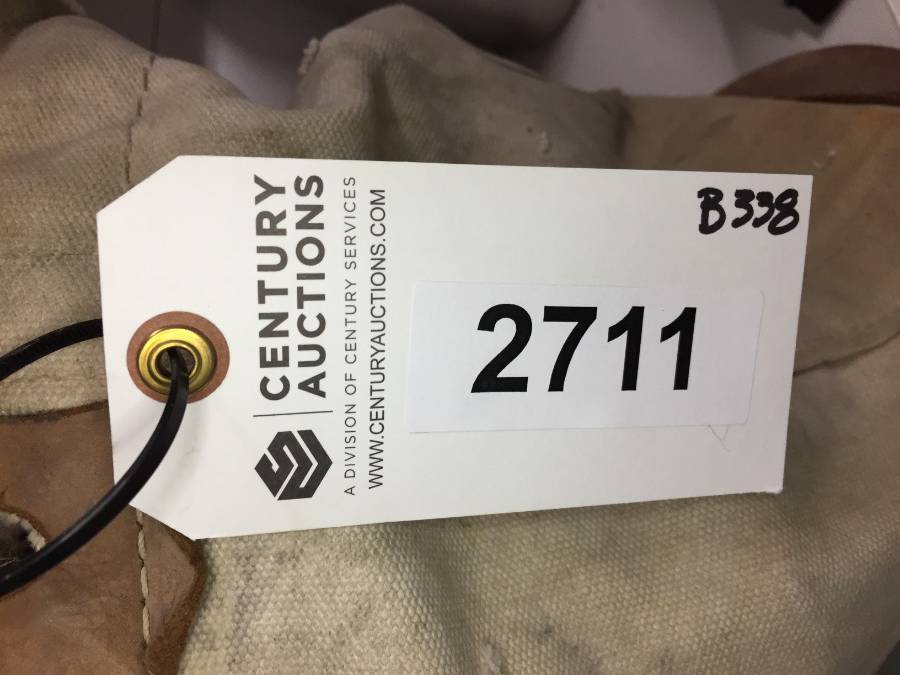 CENTURY
AUCTIONS
A DIVISION OF CENTURY SERVICES
WWW.CENTURYAUCTIONS.COM
B338
2711